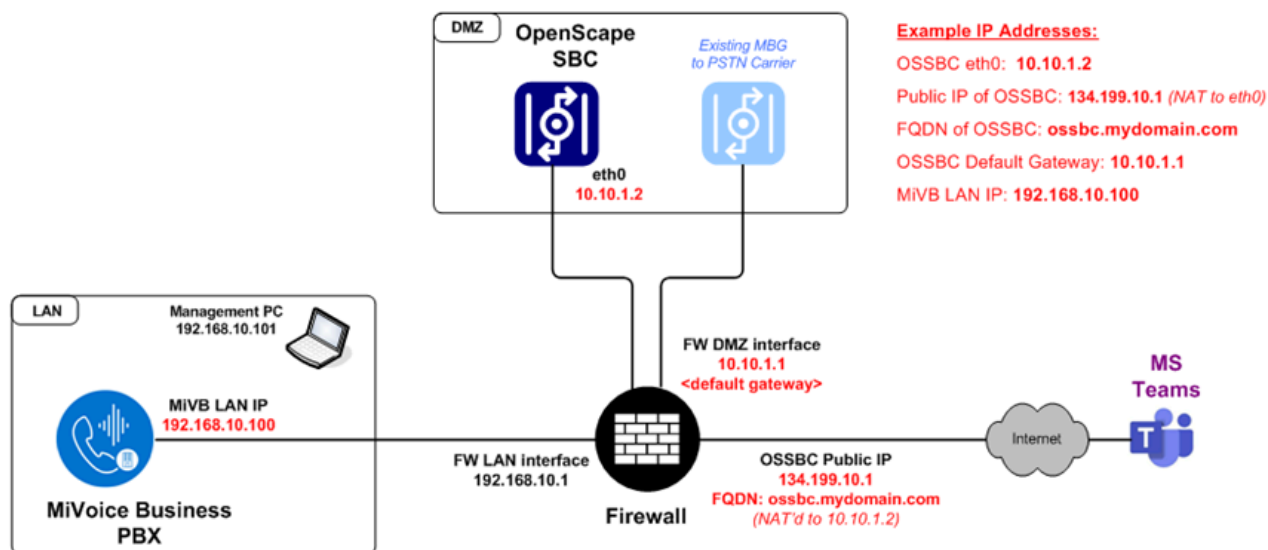 DMZ
OpenScape
SBC
Existing MBG
to PSTN Carrier
eth0
10.10.1.2
Example IP Addresses:
OSSBC eth0: 10.10.1.2
Public IP of OSSBC: 134.199.10.1 (NAT to eth0)
FQDN of OSSBC: ossbc.mydomain.com
OSSBC Default Gateway: 10.10.1.1
MiVB LAN IP: 192.168.10.100
LAN
Management PC
192.168.10.101
MiVB LAN IP
192.168.10.100
MiVoice Business
PBX
FW DMZ interface
10.10.1.1
<default gateway>
FW LAN interface
192.168.10.1
Firewall
OSSBC Public IP
134.199.10.1
FQDN: ossbc.mydomain.com
(NAT'd to 10.10.1.2)
Internet
MS
Teams
T